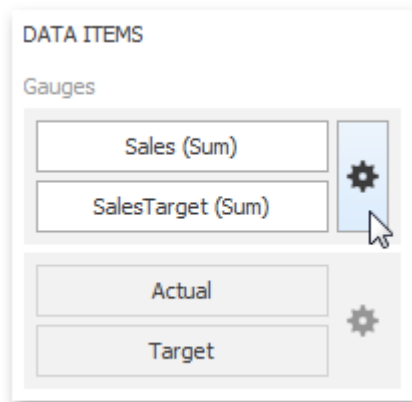 DATA ITEMS
Gauges
Sales (Sum)
SalesTarget (Sum)
Actual
Target